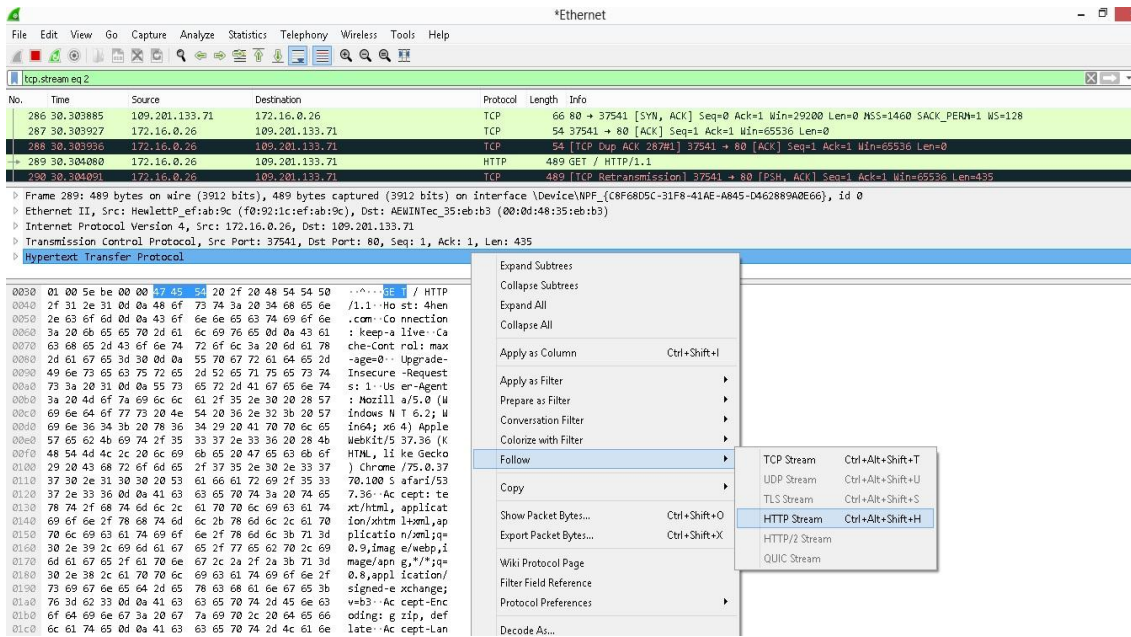 *Ethernet
File Edit View Go Capture Analyze Statistics Telephony Wireless Tools Help
tcp.stream eq 2
No. Time Source Destination Protocol Length Info
286 30.303885 109.201.133.71 172.16.0.26 TCP 66 80 → 37541 [SYN, ACK] Seq=0 Ack=1 Win=29200 Len=0 MSS=1460 SACK_PERM=1 WS=128
287 30.303927 172.16.0.26 109.201.133.71 TCP 54 37541 → 80 [ACK] Seq=1 Ack=1 Win=65536 Len=0
288 30.303936 172.16.0.26 109.201.133.71 TCP 54 [TCP Dup ACK 287#1] 37541 → 80 [ACK] Seq=1 Ack=1 Win=65536 Len=0
289 30.304080 172.16.0.26 109.201.133.71 HTTP 489 GET / HTTP/1.1
290 30.304091 172.16.0.26 109.201.133.71 TCP 489 [TCP Retransmission] 37541 → 80 [PSH, ACK] Seq=1 Ack=1 Win=65536 Len=435
Frame 289: 489 bytes on wire (3912 bits), 489 bytes captured (3912 bits) on interface \Device\NPF_{C8F68D5C-31F8-41AE-A845-D462889A0E66}, id 0
Ethernet II, Src: HewlettP_ef:ab:9c (f0:92:1c:ef:ab:9c), Dst: AEWINTec_35:eb:b3 (00:0d:48:35:eb:b3)
Internet Protocol Version 4, Src: 172.16.0.26, Dst: 109.201.133.71
Transmission Control Protocol, Src Port: 37541, Dst Port: 80, Seq: 1, Ack: 1, Len: 435
Hypertext Transfer Protocol
0030 01 00 5e be 00 00 47 45 54 20 2f 20 48 54 54 50 ··^···GE T / HTTP
0040 2f 31 2e 31 0d 0a 48 6f 73 74 3a 20 34 68 65 6e /1.1··Ho st: 4hen
0050 2e 63 6f 6d 0d 0a 43 6f 6e 6e 65 63 74 69 6f 6e .com··Co nnection
0060 3a 20 6b 65 65 70 2d 61 6c 69 76 65 0d 0a 43 61 : keep-a live··Ca
0070 63 68 65 2d 43 6f 6e 74 72 6f 6c 3a 20 6d 61 78 che-Cont rol: max
0080 2d 61 67 65 3d 30 0d 0a 55 70 67 72 61 64 65 2d -age=0·· Upgrade-
0090 49 6e 73 65 63 75 72 65 2d 52 65 71 75 65 73 74 Insecure -Request
00a0 73 3a 20 31 0d 0a 55 73 65 72 2d 41 67 65 6e 74 s: 1··Us er-Agent
00b0 3a 20 4d 6f 7a 69 6c 6c 61 2f 35 2e 30 20 28 57 : Mozill a/5.0 (W
00c0 69 6e 64 6f 77 73 20 4e 54 20 36 2e 32 3b 20 57 indows N T 6.2; W
00d0 69 6e 36 34 3b 20 78 36 34 29 20 41 70 70 6c 65 in64; x6 4) Apple
00e0 57 65 62 4b 69 74 2f 35 33 37 2e 33 36 20 28 4b WebKit/5 37.36 (K
00f0 48 54 4d 4c 2c 20 6c 69 6b 65 20 47 65 63 6b 6f HTML, li ke Gecko
0100 29 20 43 68 72 6f 6d 65 2f 37 35 2e 30 2e 33 37 ) Chrome /75.0.37
0110 37 30 2e 31 30 30 20 53 61 66 61 72 69 2f 35 33 70.100 S afari/53
0120 37 2e 33 36 0d 0a 41 63 63 65 70 74 3a 20 74 65 7.36··Ac cept: te
0130 78 74 2f 68 74 6d 6c 2c 61 70 70 6c 69 63 61 74 xt/html, applicat
0140 69 6f 6e 2f 78 68 74 6d 6c 2b 78 6d 6c 2c 61 70 ion/xhtm l+xml,ap
0150 70 6c 69 63 61 74 69 6f 6e 2f 78 6d 6c 3b 71 3d plicatio n/xml;q=
0160 30 2e 39 2c 69 6d 61 67 65 2f 77 65 62 70 2c 69 0.9,imag e/webp,i
0170 6d 61 67 65 2f 61 70 6e 67 2c 2a 2f 2a 3b 71 3d mage/apn g,*/*;q=
0180 30 2e 38 2c 61 70 70 6c 69 63 61 74 69 6f 6e 2f 0.8,appl ication/
0190 73 69 67 6e 65 64 2d 65 78 63 68 61 6e 67 65 3b signed-e xchange;
01a0 76 3d 62 33 0d 0a 41 63 63 65 70 74 2d 45 6e 63 v=b3··Ac cept-Enc
01b0 6f 64 69 6e 67 3a 20 67 7a 69 70 2c 20 64 65 66 oding: g zip, def
01c0 6c 61 74 65 0d 0a 41 63 63 65 70 74 2d 4c 61 6e late··Ac cept-Lan
Expand Subtrees
Collapse Subtrees
Expand All
Collapse All
Apply as Column Ctrl+Shift+I
Apply as Filter
Prepare as Filter
Conversation Filter
Colorize with Filter
Follow
Copy
Show Packet Bytes... Ctrl+Shift+O
Export Packet Bytes... Ctrl+Shift+X
Wiki Protocol Page
Filter Field Reference
Protocol Preferences
Decode As...
TCP Stream Ctrl+Alt+Shift+T
UDP Stream Ctrl+Alt+Shift+U
TLS Stream Ctrl+Alt+Shift+S
HTTP Stream Ctrl+Alt+Shift+H
HTTP/2 Stream
QUIC Stream